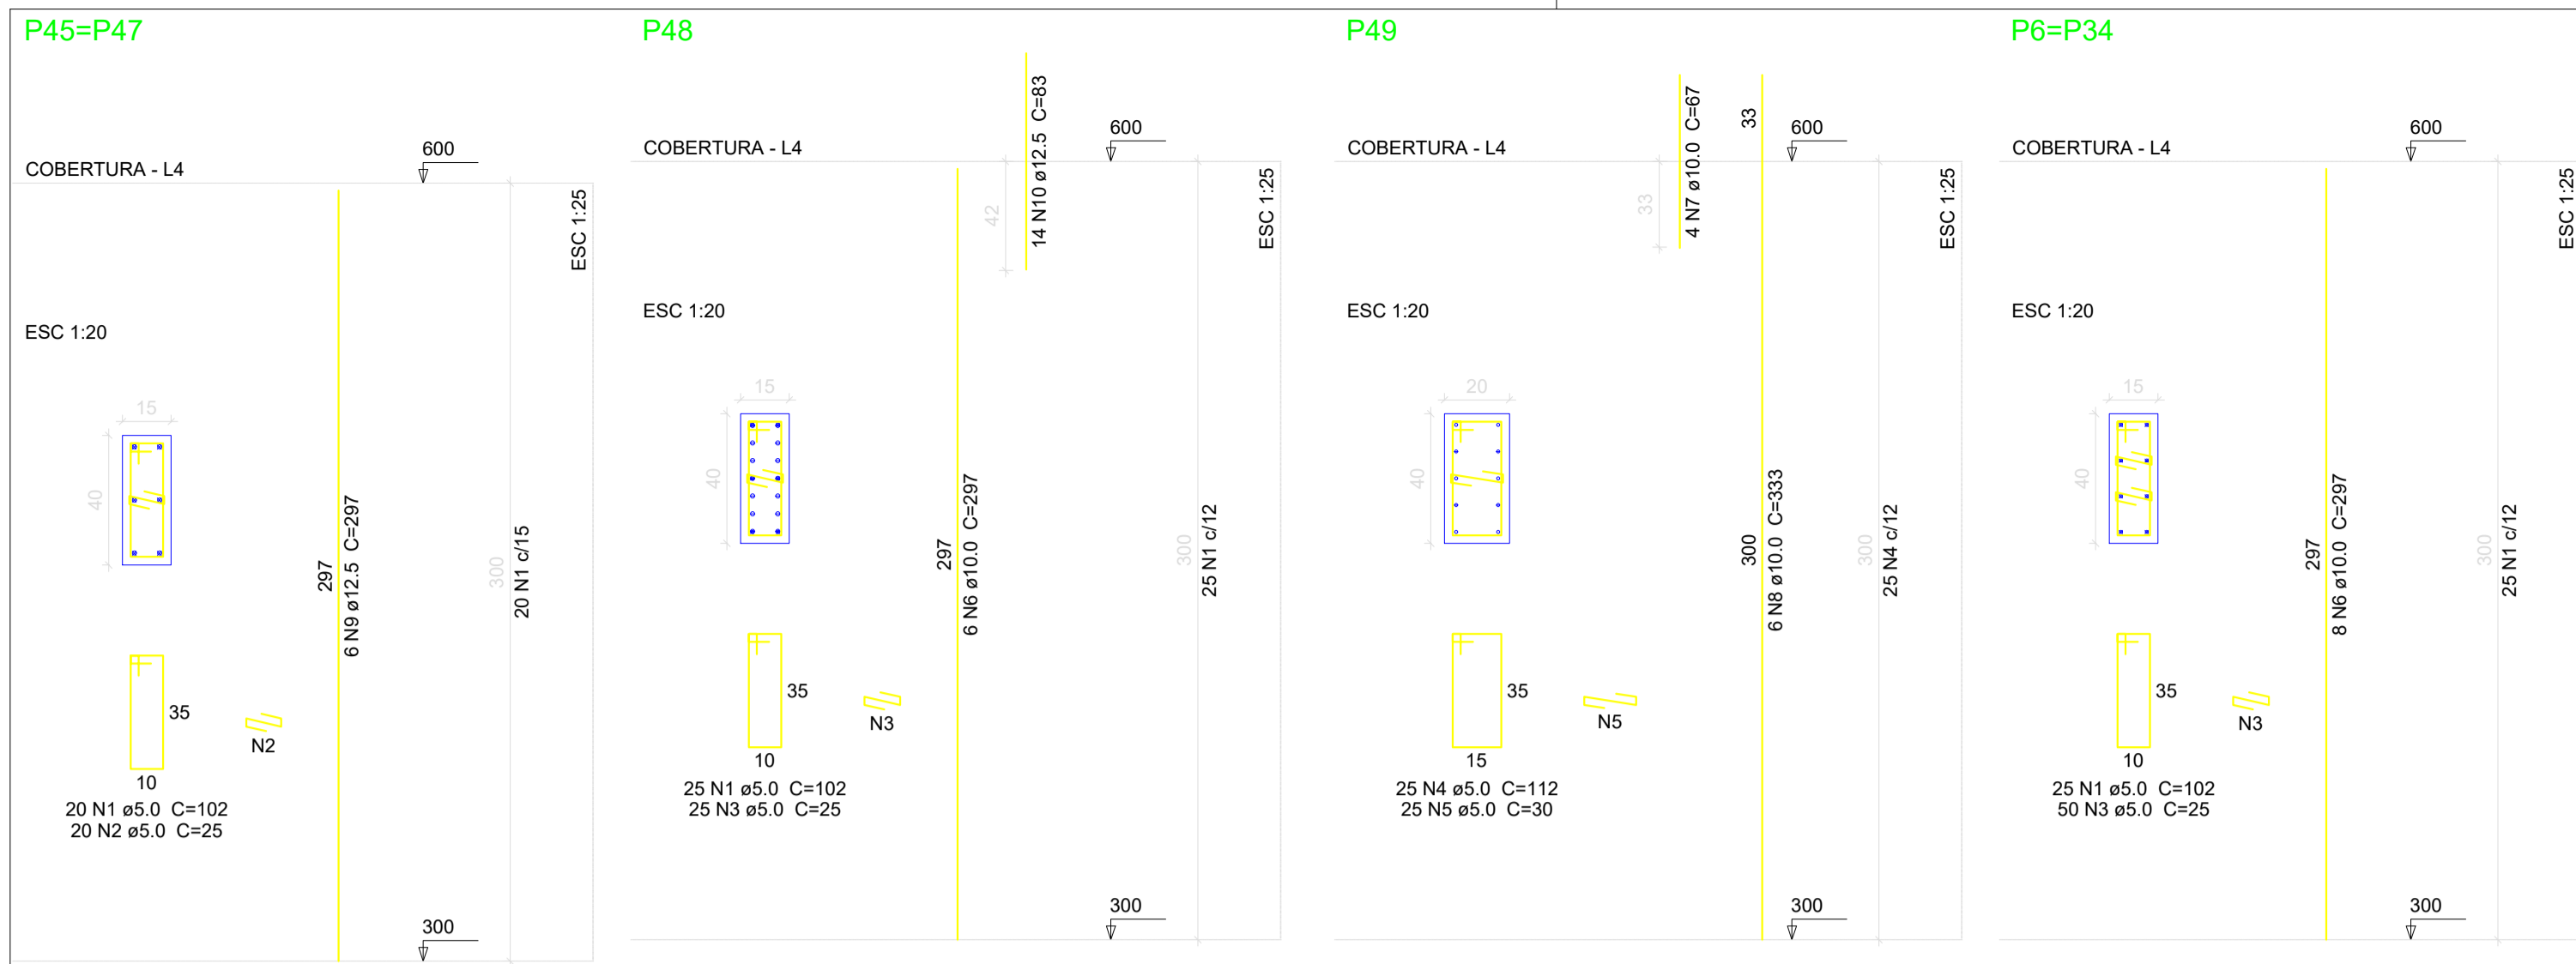 P45=P47
COBERTURA - L4
600
ESC 1:25
ESC 1:20
15
40
297
6 N9 ø12.5 C=297
300
20 N1 c/15
35
N2
10
20 N1 ø5.0 C=102
20 N2 ø5.0 C=25
300
P48
14 N10 ø12.5 C=83
COBERTURA - L4
600
42
ESC 1:25
ESC 1:20
15
40
297
6 N6 ø10.0 C=297
300
25 N1 c/12
35
N3
10
25 N1 ø5.0 C=102
25 N3 ø5.0 C=25
300
P49
4 N7 ø10.0 C=67
33
COBERTURA - L4
600
33
ESC 1:25
ESC 1:20
20
40
300
6 N8 ø10.0 C=333
300
25 N4 c/12
35
N5
15
25 N4 ø5.0 C=112
25 N5 ø5.0 C=30
300
P6=P34
COBERTURA - L4
600
ESC 1:25
ESC 1:20
15
40
297
8 N6 ø10.0 C=297
300
25 N1 c/12
35
N3
10
25 N1 ø5.0 C=102
50 N3 ø5.0 C=25
300